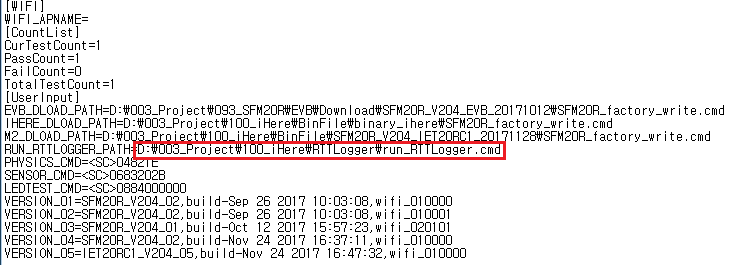 [WIFI]
WIFI_APNAME=
[CountList]
CurTestCount=1
PassCount=1
FailCount=0
TotalTestCount=1
[UserInput]
EVB_DLOAD_PATH=D:₩003_Project₩093_SFM20R₩EVB₩Download₩SFM20R_V204_EVB_20171012₩SFM20R_factory_write.cmd
IHERE_DLOAD_PATH=D:₩003_Project₩100_iHere₩BinFile₩binary_ihere₩SFM20R_factory_write.cmd
M2_DLOAD_PATH=D:₩003_Project₩100_iHere₩BinFile₩SFM20R_V204_IET20RC1_20171128₩SFM20R_factory_write.cmd
RUN_RTTLOGGER_PATH=D:₩003_Project₩100_iHere₩RTTLogger₩run_RTTLogger.cmd
PHYSICS_CMD=<SC>04821E
SENSOR_CMD=<SC>0683202B
LEDTEST_CMD=<SC>0884000000
VERSION_01=SFM20R_V204_02,build-Sep 26 2017 10:03:08,wifi_010000
VERSION_02=SFM20R_V204_02,build-Sep 26 2017 10:03:08,wifi_010001
VERSION_03=SFM20R_V204_01,build-Oct 12 2017 15:57:23,wifi_020101
VERSION_04=SFM20R_V204_02,build-Nov 24 2017 16:37:11,wifi_010000
VERSION_05=IET20RC1_V204_05,build-Nov 24 2017 16:47:32,wifi_010000